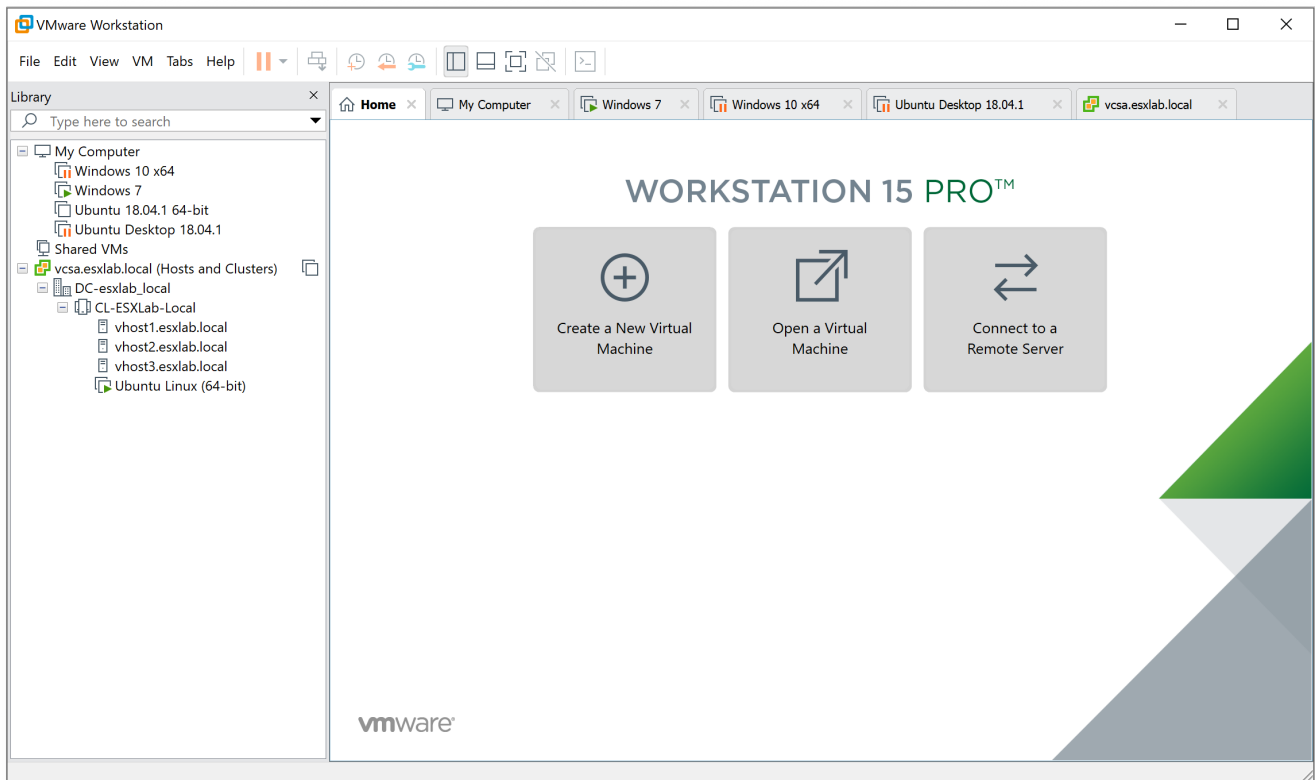 VMware Workstation
File Edit View VM Tabs Help
Library
Type here to search
My Computer
Windows 10 x64
Windows 7
Ubuntu 18.04.1 64-bit
Ubuntu Desktop 18.04.1
Shared VMs
vcsa.esxlab.local (Hosts and Clusters)
DC-esxlab_local
CL-ESXLab-Local
vhost1.esxlab.local
vhost2.esxlab.local
vhost3.esxlab.local
Ubuntu Linux (64-bit)
Home My Computer Windows 7 Windows 10 x64 Ubuntu Desktop 18.04.1 vcsa.esxlab.local
WORKSTATION 15 PRO™
Create a New Virtual
Machine
Open a Virtual
Machine
Connect to a
Remote Server
vmware®